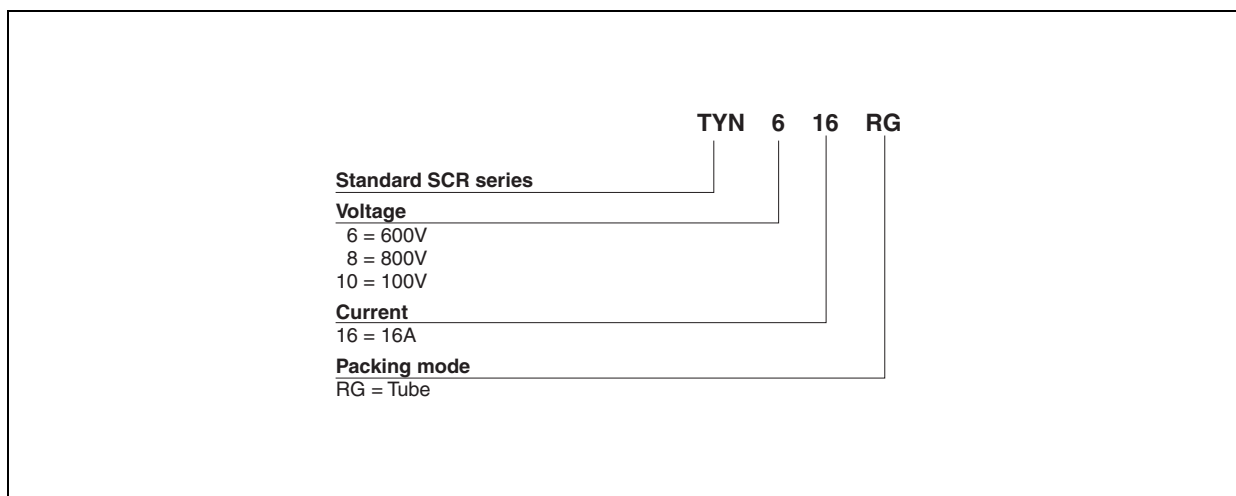 TYN 6 16 RG
Standard SCR series
Voltage
6 = 600V
8 = 800V
10 = 100V
Current
16 = 16A
Packing mode
RG = Tube